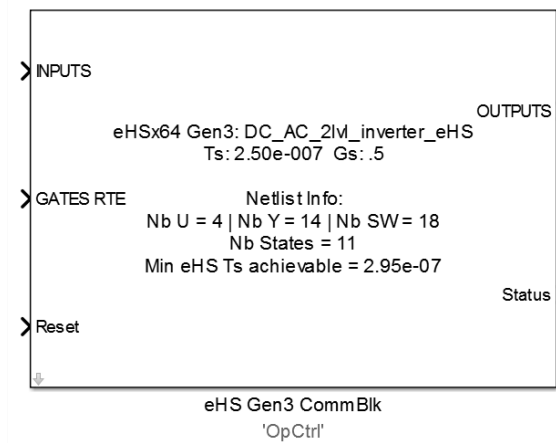 INPUTS
OUTPUTS
eHSx64 Gen3: DC_AC_2lvl_inverter_eHS
Ts: 2.50e-007 Gs: .5
GATES RTE
Netlist Info:
Nb U = 4 | Nb Y = 14 | Nb SW = 18
Nb States = 11
Min eHS Ts achievable = 2.95e-07
Status
Reset
eHS Gen3 CommBlk
'OpCtrl'